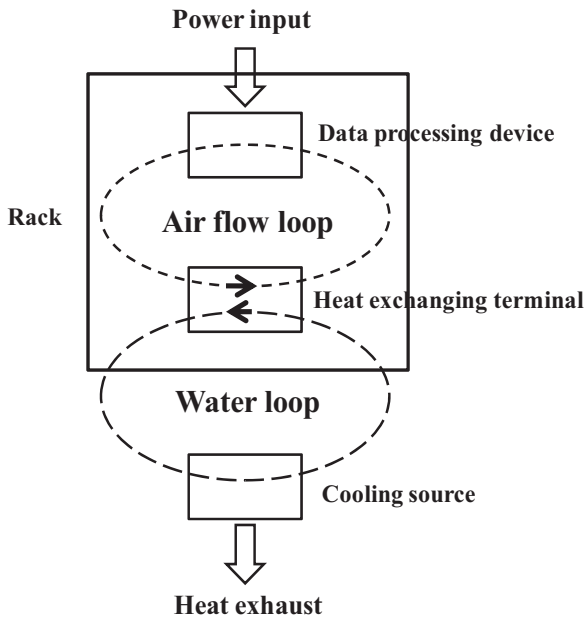 Power input
Data processing device
Rack
Air flow loop
Heat exchanging terminal
Water loop
Cooling source
Heat exhaust